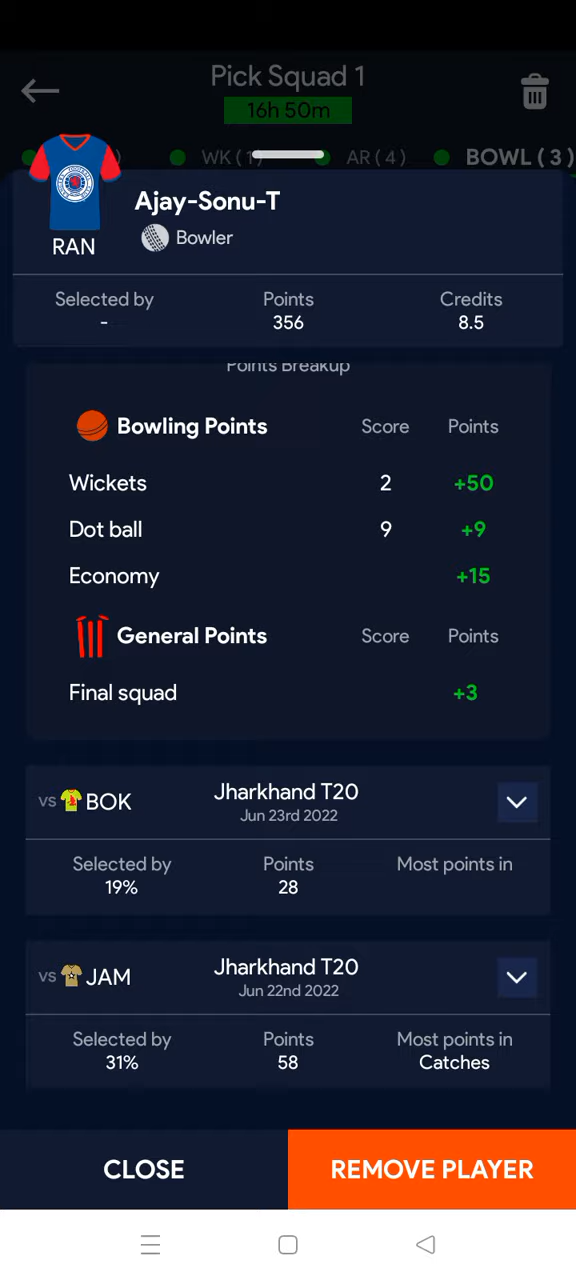 Pick Squad 1
16h 50m
WK ( 1
AR ( 4 )
BOWL ( 3 )
Ajay-Sonu-T
Bowler
RAN
Selected by Points Credits
- 356 8.5
Points Breakup
Bowling Points Score Points
Wickets 2 +50
Dot ball 9 +9
Economy +15
General Points Score Points
Final squad +3
vs BOK Jharkhand T20
Jun 23rd 2022
Selected by Points Most points in
19% 28
vs JAM Jharkhand T20
Jun 22nd 2022
Selected by Points Most points in
31% 58 Catches
CLOSE REMOVE PLAYER